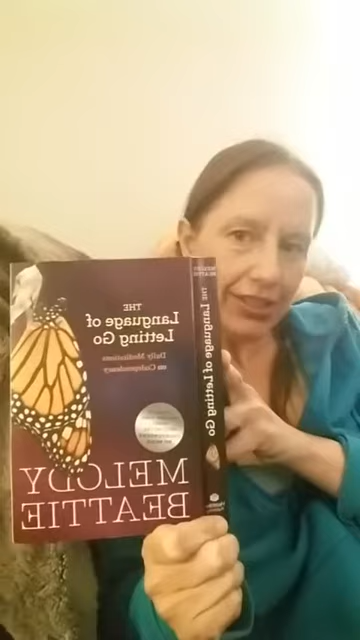 THE
Language of
Letting Go
Daily Meditations
on Codependency
MELODY
BEATTIE
MELODY
BEATTIE
THE Language of Letting Go